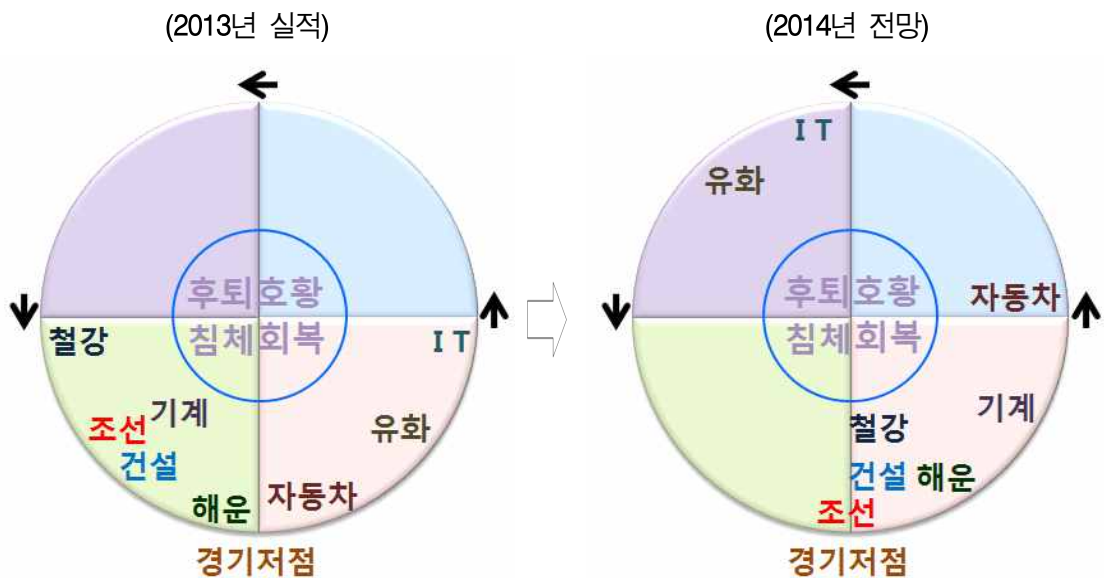 (2013년 실적)
후퇴 호황
침체 회복
철강
I T
기계
조선
유화
건설
자동차
해운
경기저점
(2014년 전망)
I T
유화
후퇴 호황
자동차
침체 회복
기계
철강
건설 해운
조선
경기저점